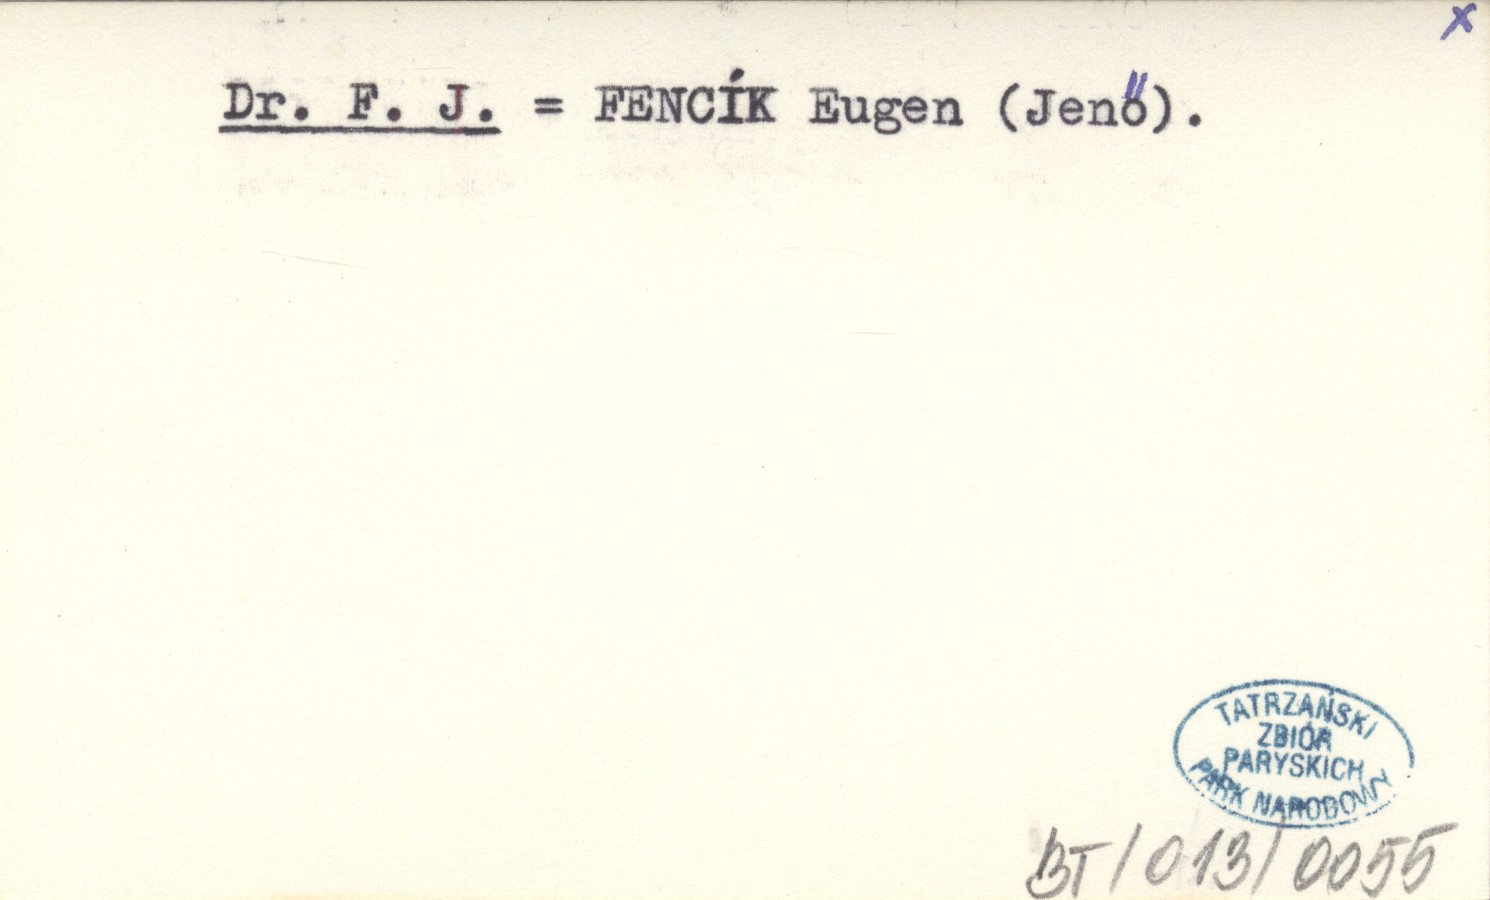 x
Dr. F. J. = FENCÍK Eugen (Jenő).
TATRZAŃSKI
ZBIÓR
PARYSKICH
PARK NARODOWY
BT/013/0055